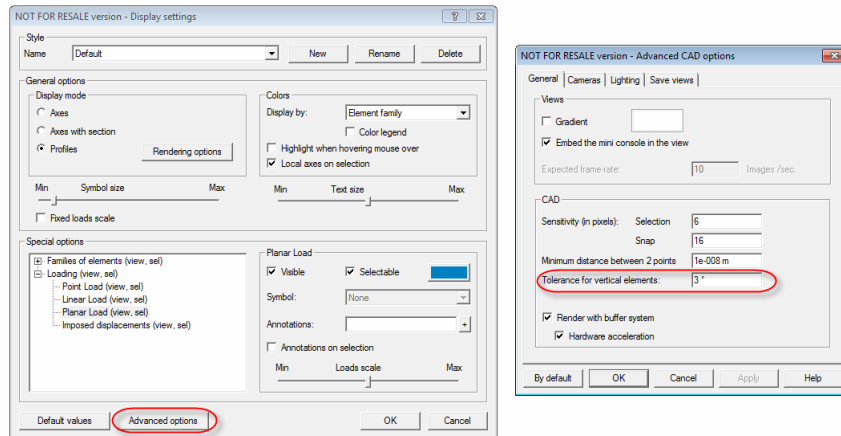 NOT FOR RESALE version - Display settings
Style
Name Default New Rename Delete
General options
Display mode
Axes
Axes with section
Profiles Rendering options
Min Symbol size Max
Fixed loads scale
Colors
Display by: Element family
Color legend
Highlight when hovering mouse over
Local axes on selection
Min Text size Max
Special options
Families of elements (view, sel)
Loading (view, sel)
Point Load (view, sel)
Linear Load (view, sel)
Planar Load (view, sel)
Imposed displacements (view, sel)
Planar Load
Visible Selectable
Symbol: None
Annotations: +
Annotations on selection
Min Loads scale Max
Default values Advanced options OK Cancel
NOT FOR RESALE version - Advanced CAD options
General Cameras Lighting Save views
Views
Gradient
Embed the mini console in the view
Expected frame-rate: 10 Images /sec.
CAD
Sensitivity (in pixels): Selection 6
Snap 16
Minimum distance between 2 points 1e-008 m
Tolerance for vertical elements: 3 °
Render with buffer system
Hardware acceleration
By default OK Cancel Apply Help